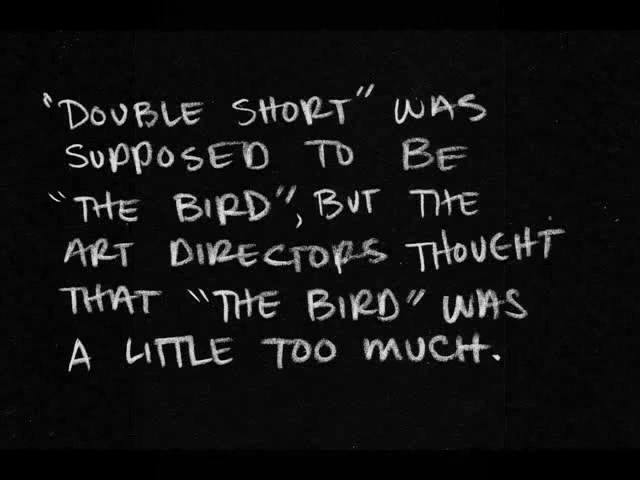 "DOUBLE SHORT" WAS
SUPPOSED TO BE
"THE BIRD", BUT THE
ART DIRECTORS THOUGHT
THAT "THE BIRD" WAS
A LITTLE TOO MUCH.